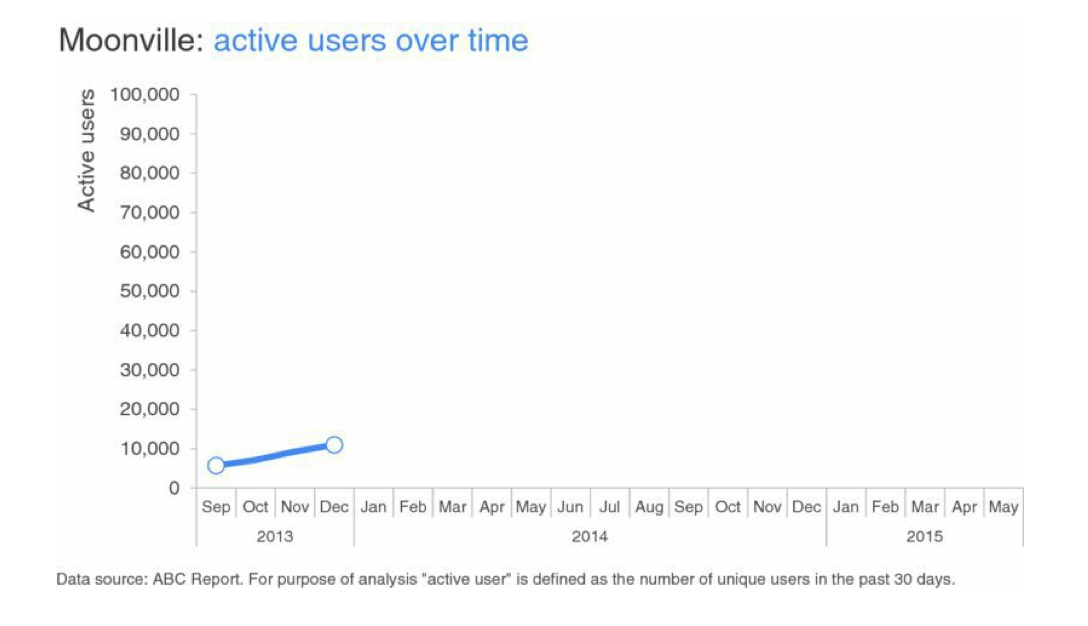 Moonville: active users over time
Active users
100,000
90,000
80,000
70,000
60,000
50,000
40,000
30,000
20,000
10,000
0
Sep Oct Nov Dec Jan Feb Mar Apr May Jun Jul Aug Sep Oct Nov Dec Jan Feb Mar Apr May
2013 2014 2015
Data source: ABC Report. For purpose of analysis "active user" is defined as the number of unique users in the past 30 days.